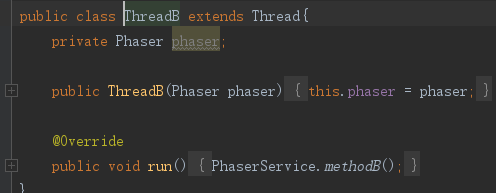 public class ThreadB extends Thread{
private Phaser phaser;
public ThreadB(Phaser phaser) { this.phaser = phaser; }
@Override
public void run() { PhaserService.methodB(); }
}